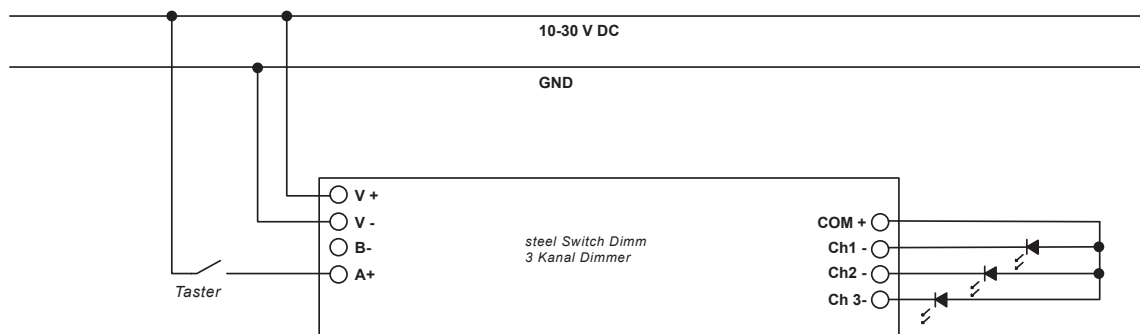 10-30 V DC
GND
V +
V -
B-
A+
Taster
steel Switch Dimm
3 Kanal Dimmer
COM +
Ch1 -
Ch2 -
Ch 3-